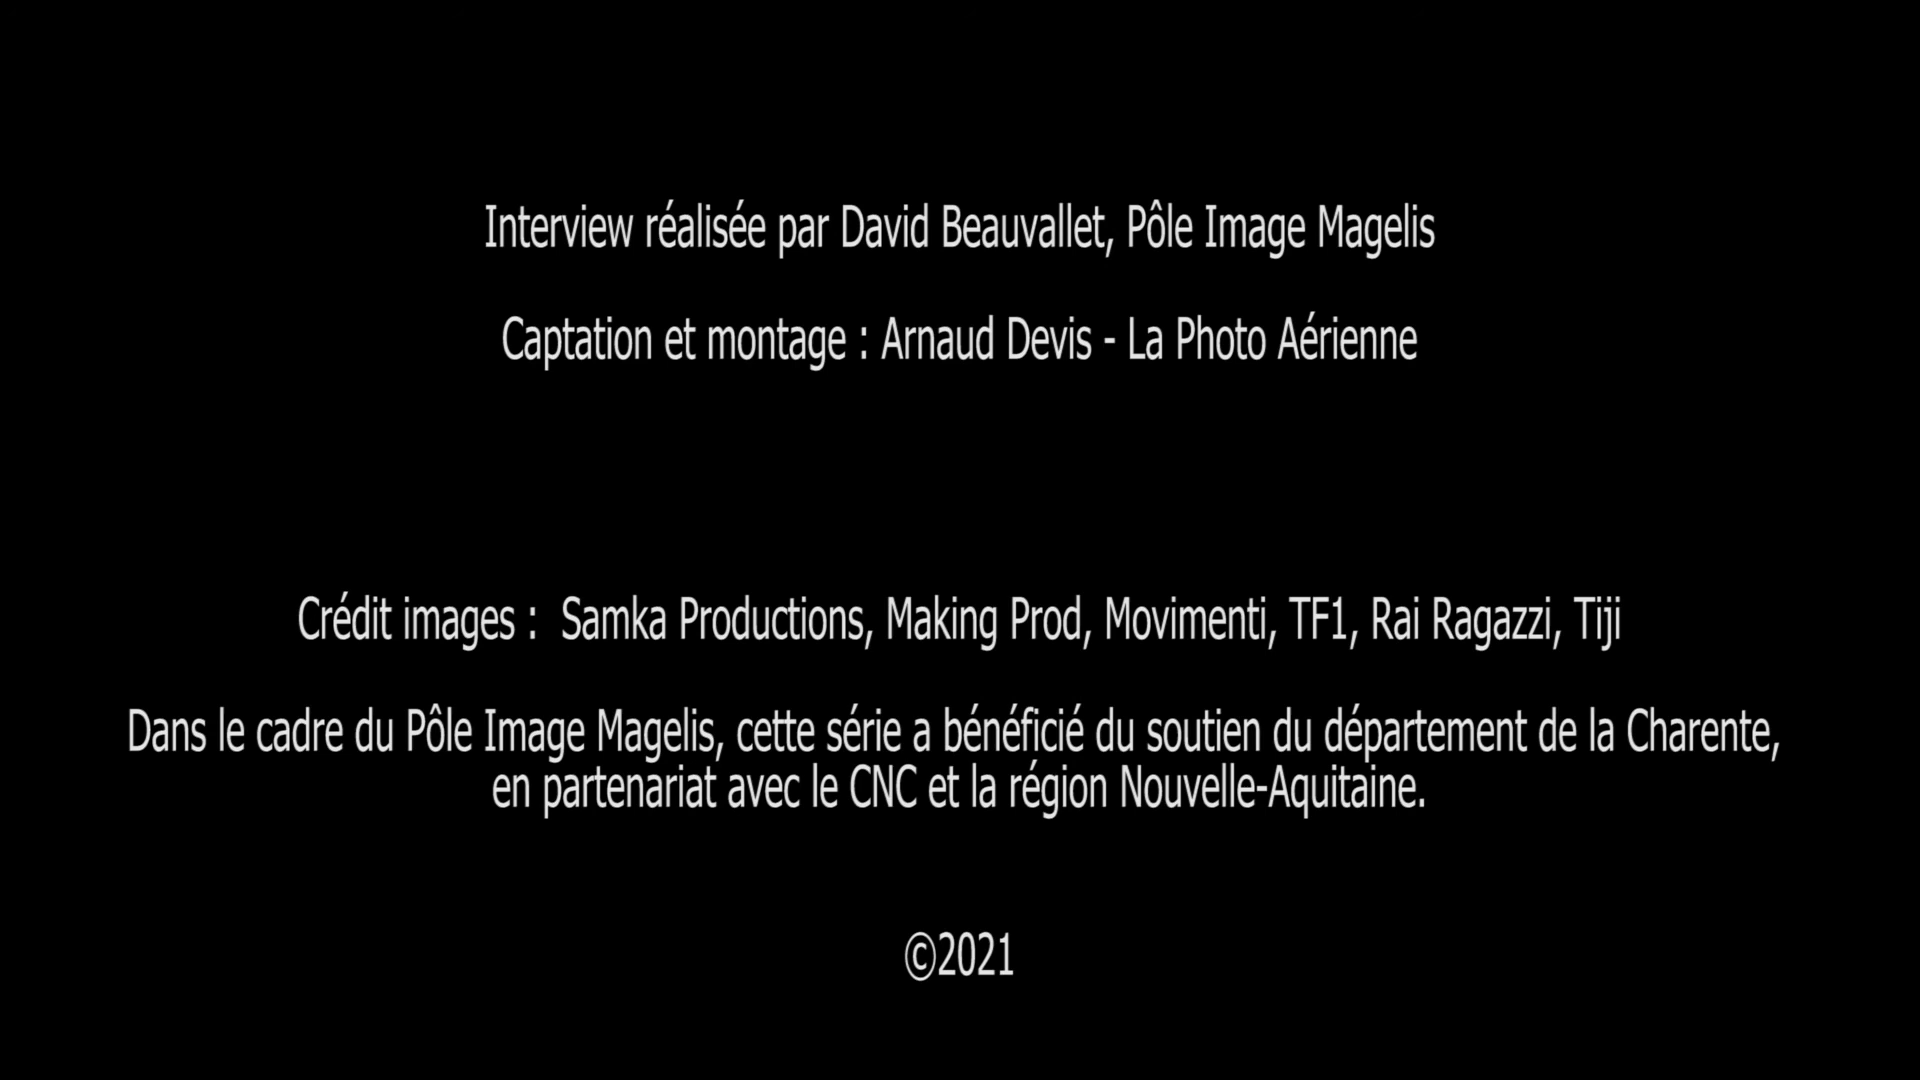 Interview réalisée par David Beauvallet, Pôle Image Magelis
Captation et montage : Arnaud Devis - La Photo Aérienne
Crédit images :  Samka Productions, Making Prod, Movimenti, TF1, Rai Ragazzi, Tiji
Dans le cadre du Pôle Image Magelis, cette série a bénéficié du soutien du département de la Charente,
en partenariat avec le CNC et la région Nouvelle-Aquitaine.
©2021